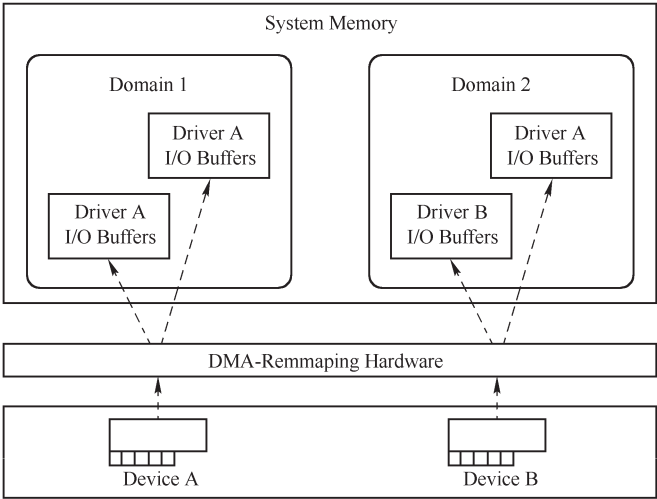 System Memory
Domain 1
Domain 2
Driver A
I/O Buffers
Driver A
I/O Buffers
Driver A
I/O Buffers
Driver B
I/O Buffers
DMA-Remmaping Hardware
Device A
Device B